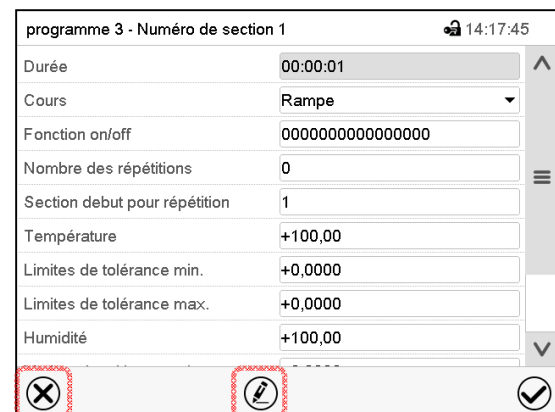 programme 3 - Numéro de section 1 14:17:45
Durée 00:00:01
Cours Rampe
Fonction on/off 0000000000000000
Nombre des répétitions 0
Section debut pour répétition 1
Température +100,00
Limites de tolérance min. +0,0000
Limites de tolérance max. +0,0000
Humidité +100,00